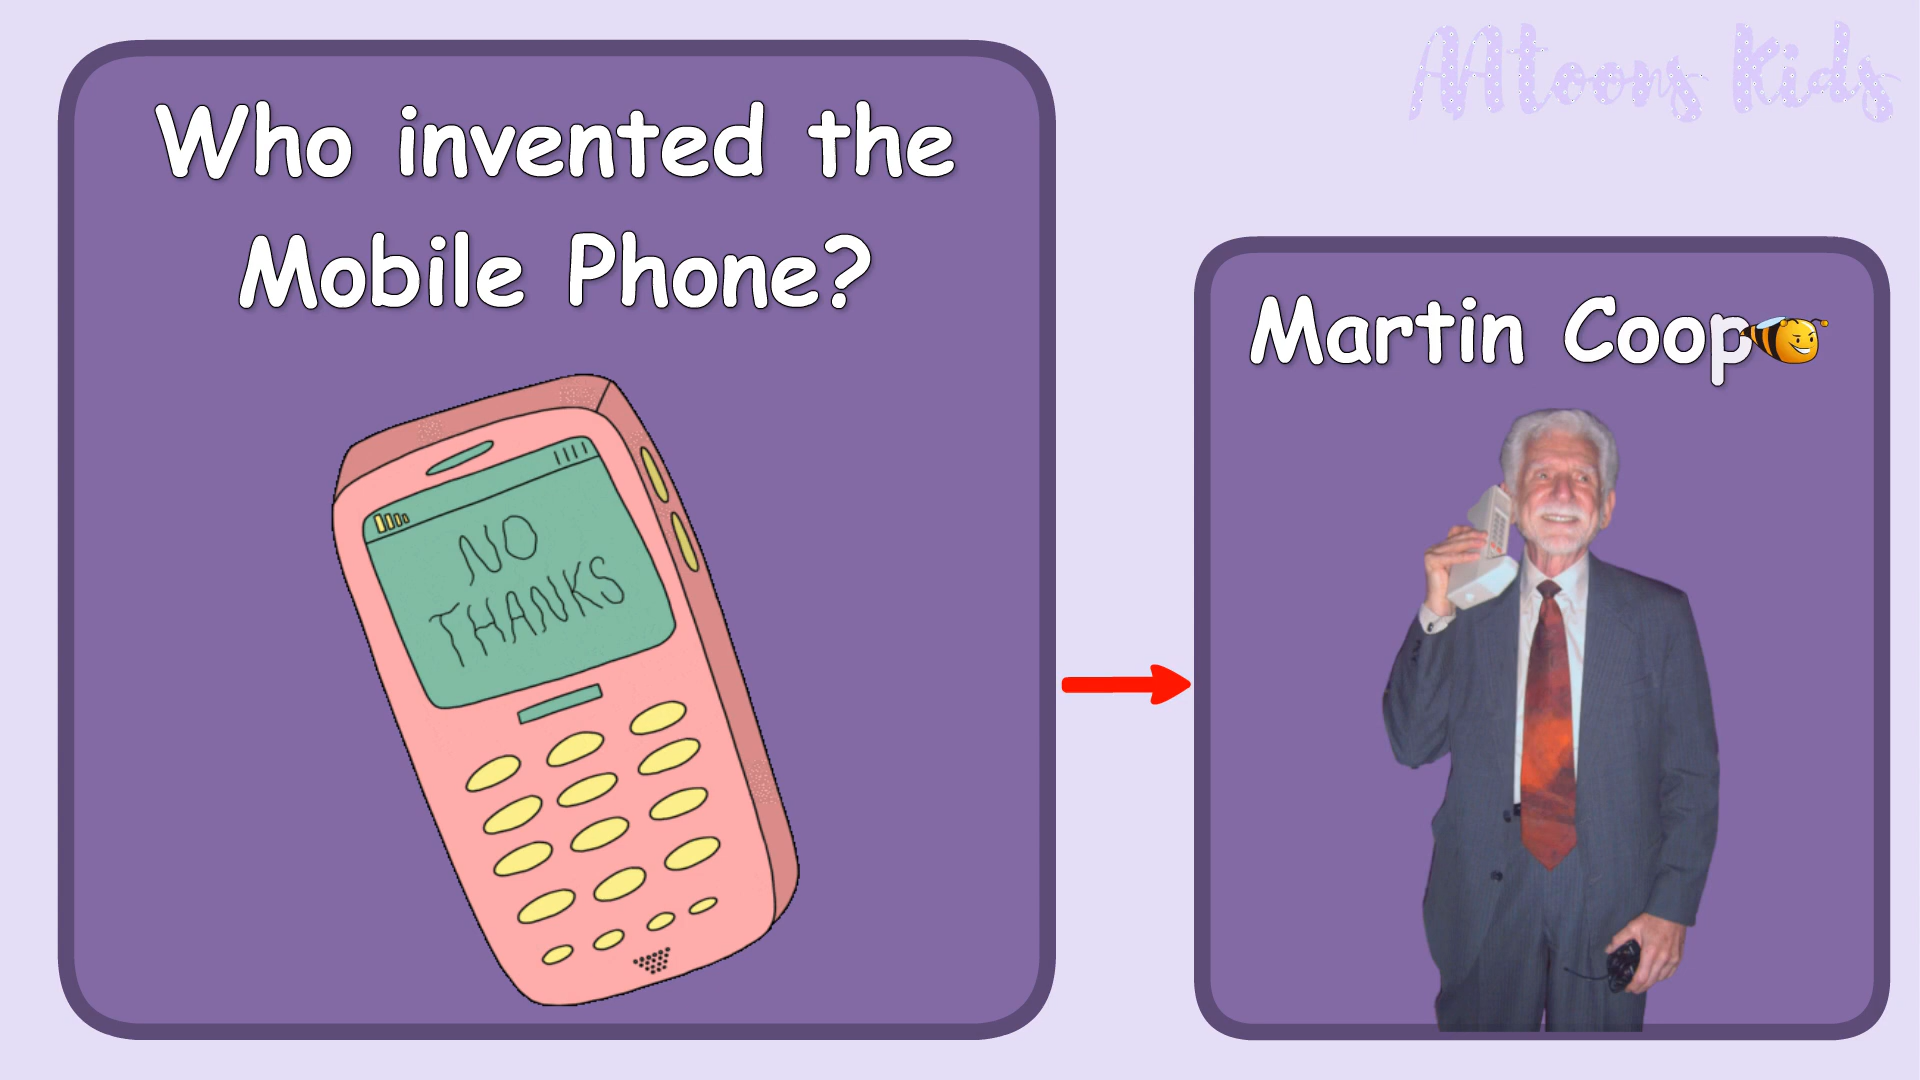 AAtoons Kids
Who invented the
Mobile Phone?
Martin Coop
NO
THANKS